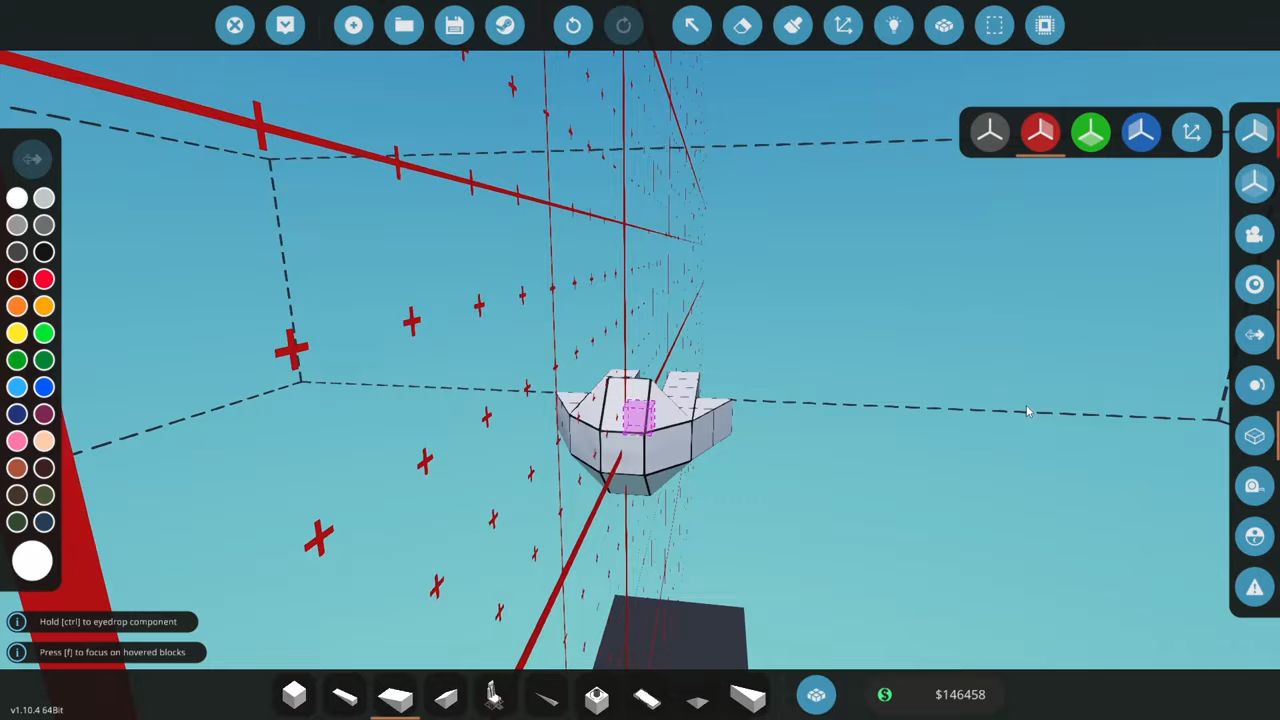 Hold [ctrl] to eyedrop component
Press [f] to focus on hovered blocks
$146458
v1.10.4 64Bit